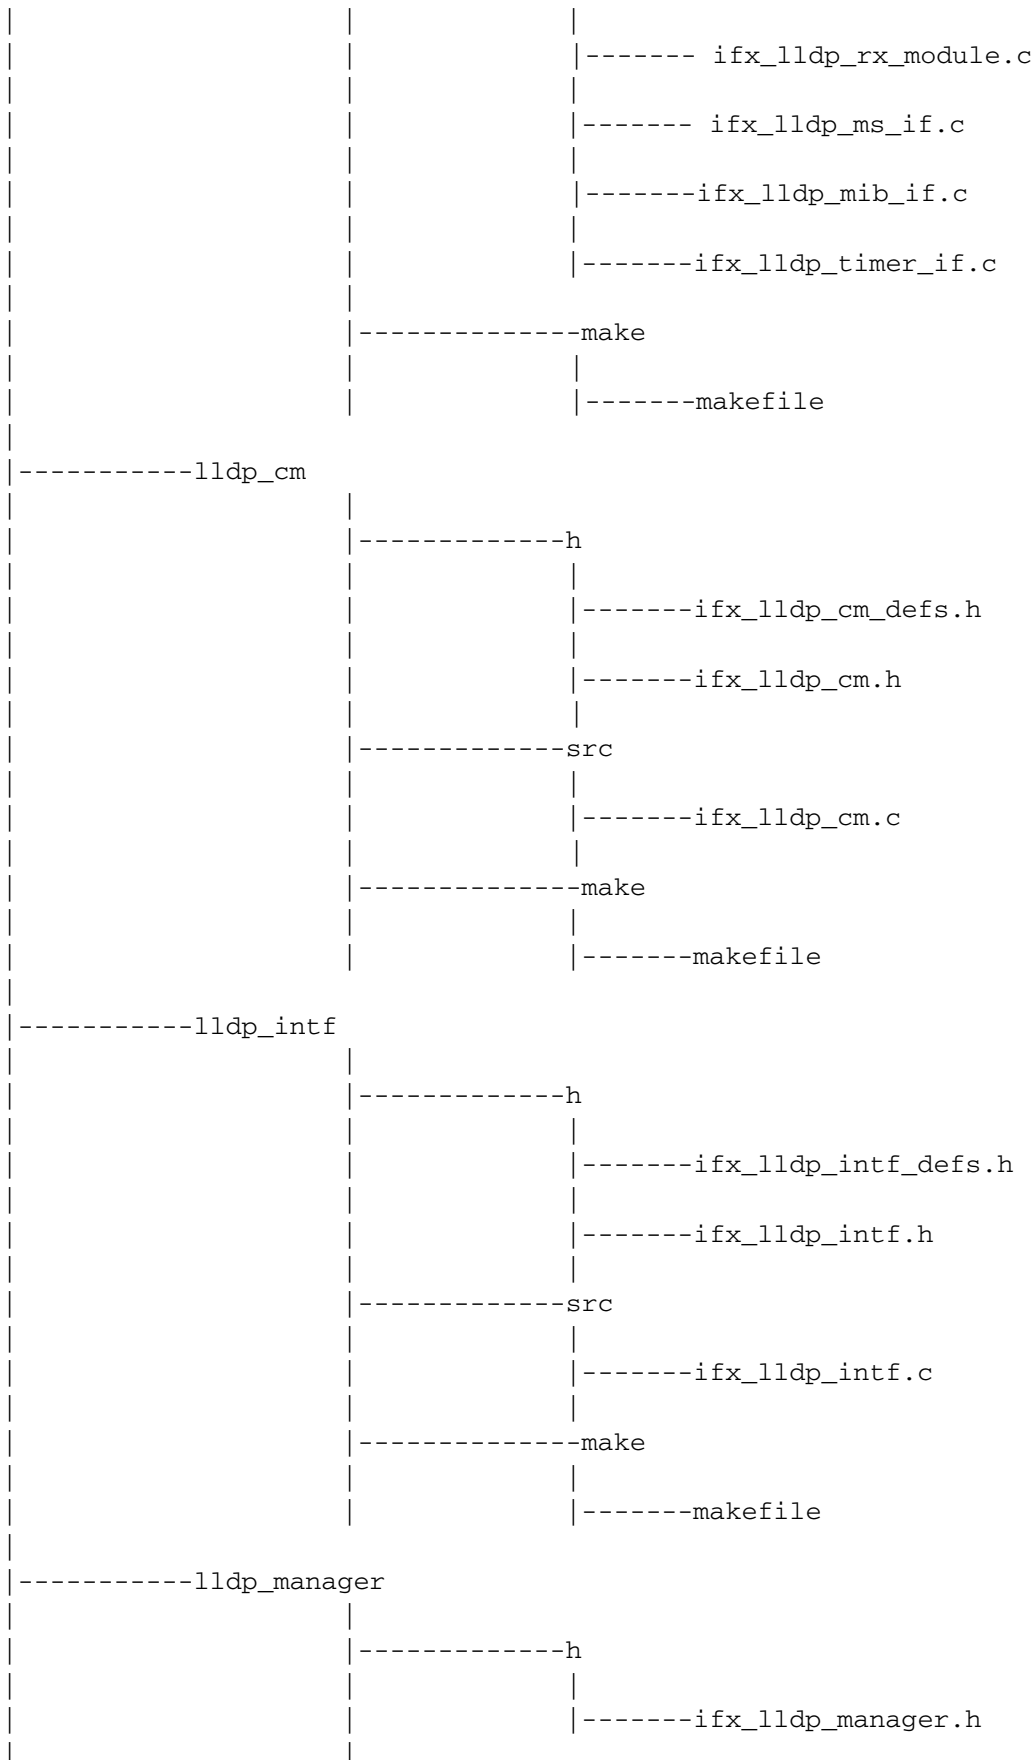 |                    |             |
|                    |             |------- ifx_lldp_rx_module.c
|                    |             |
|                    |             |------- ifx_lldp_ms_if.c
|                    |             |
|                    |             |-------ifx_lldp_mib_if.c
|                    |             |
|                    |             |-------ifx_lldp_timer_if.c
|                    |
|                    |--------------make
|                    |             |
|                    |             |-------makefile
|
|-----------lldp_cm
|                    |
|                    |-------------h
|                    |             |
|                    |             |-------ifx_lldp_cm_defs.h
|                    |             |
|                    |             |-------ifx_lldp_cm.h
|                    |             |
|                    |-------------src
|                    |             |
|                    |             |-------ifx_lldp_cm.c
|                    |             |
|                    |--------------make
|                    |             |
|                    |             |-------makefile
|
|-----------lldp_intf
|                    |
|                    |-------------h
|                    |             |
|                    |             |-------ifx_lldp_intf_defs.h
|                    |             |
|                    |             |-------ifx_lldp_intf.h
|                    |             |
|                    |-------------src
|                    |             |
|                    |             |-------ifx_lldp_intf.c
|                    |             |
|                    |--------------make
|                    |             |
|                    |             |-------makefile
|
|-----------lldp_manager
|                    |
|                    |-------------h
|                    |             |
|                    |             |-------ifx_lldp_manager.h
|                    |